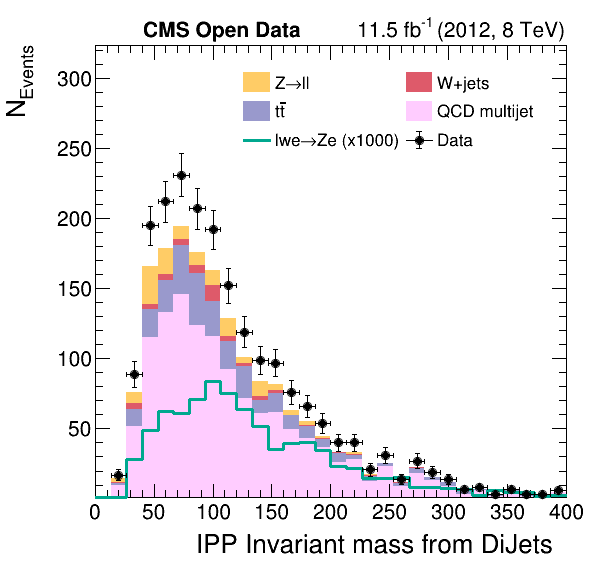 CMS Open Data 11.5 fb⁻¹ (2012, 8 TeV)
N_Events
300
250
200
150
100
50
Z→ll W+jets
tt̄ QCD multijet
lwe→Ze (x1000) Data
0 50 100 150 200 250 300 350 400
IPP Invariant mass from DiJets